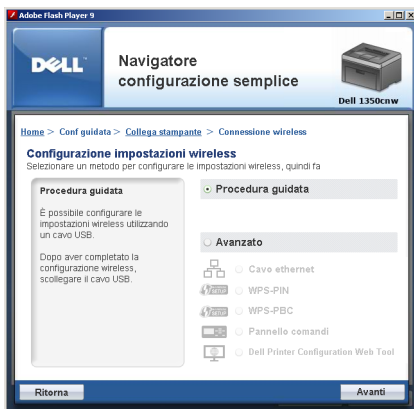 Adobe Flash Player 9
DELL
Navigatore
configurazione semplice
Dell 1350cnw
Home > Conf guidata > Collega stampante > Connessione wireless
Configurazione impostazioni wireless
Selezionare un metodo per configurare le impostazioni wireless, quindi fa
Procedura guidata
È possibile configurare le
impostazioni wireless utilizzando
un cavo USB.
Dopo aver completato la
configurazione wireless,
scollegare il cavo USB.
Procedura guidata
Avanzato
Cavo ethernet
WPS-PIN
WPS-PBC
Pannello comandi
Dell Printer Configuration Web Tool
Ritorna
Avanti